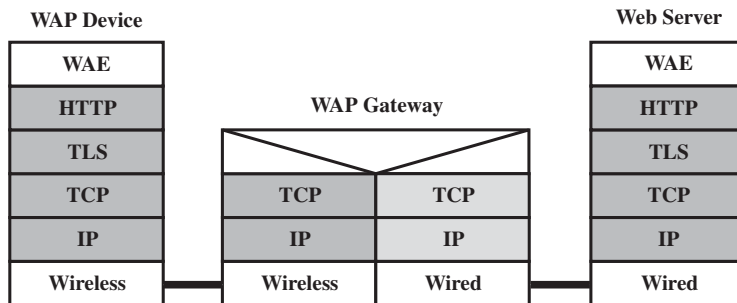 WAP Device
WAE
HTTP
TLS
TCP
IP
Wireless
WAP Gateway
TCP
TCP
IP
IP
Wireless
Wired
Web Server
WAE
HTTP
TLS
TCP
IP
Wired